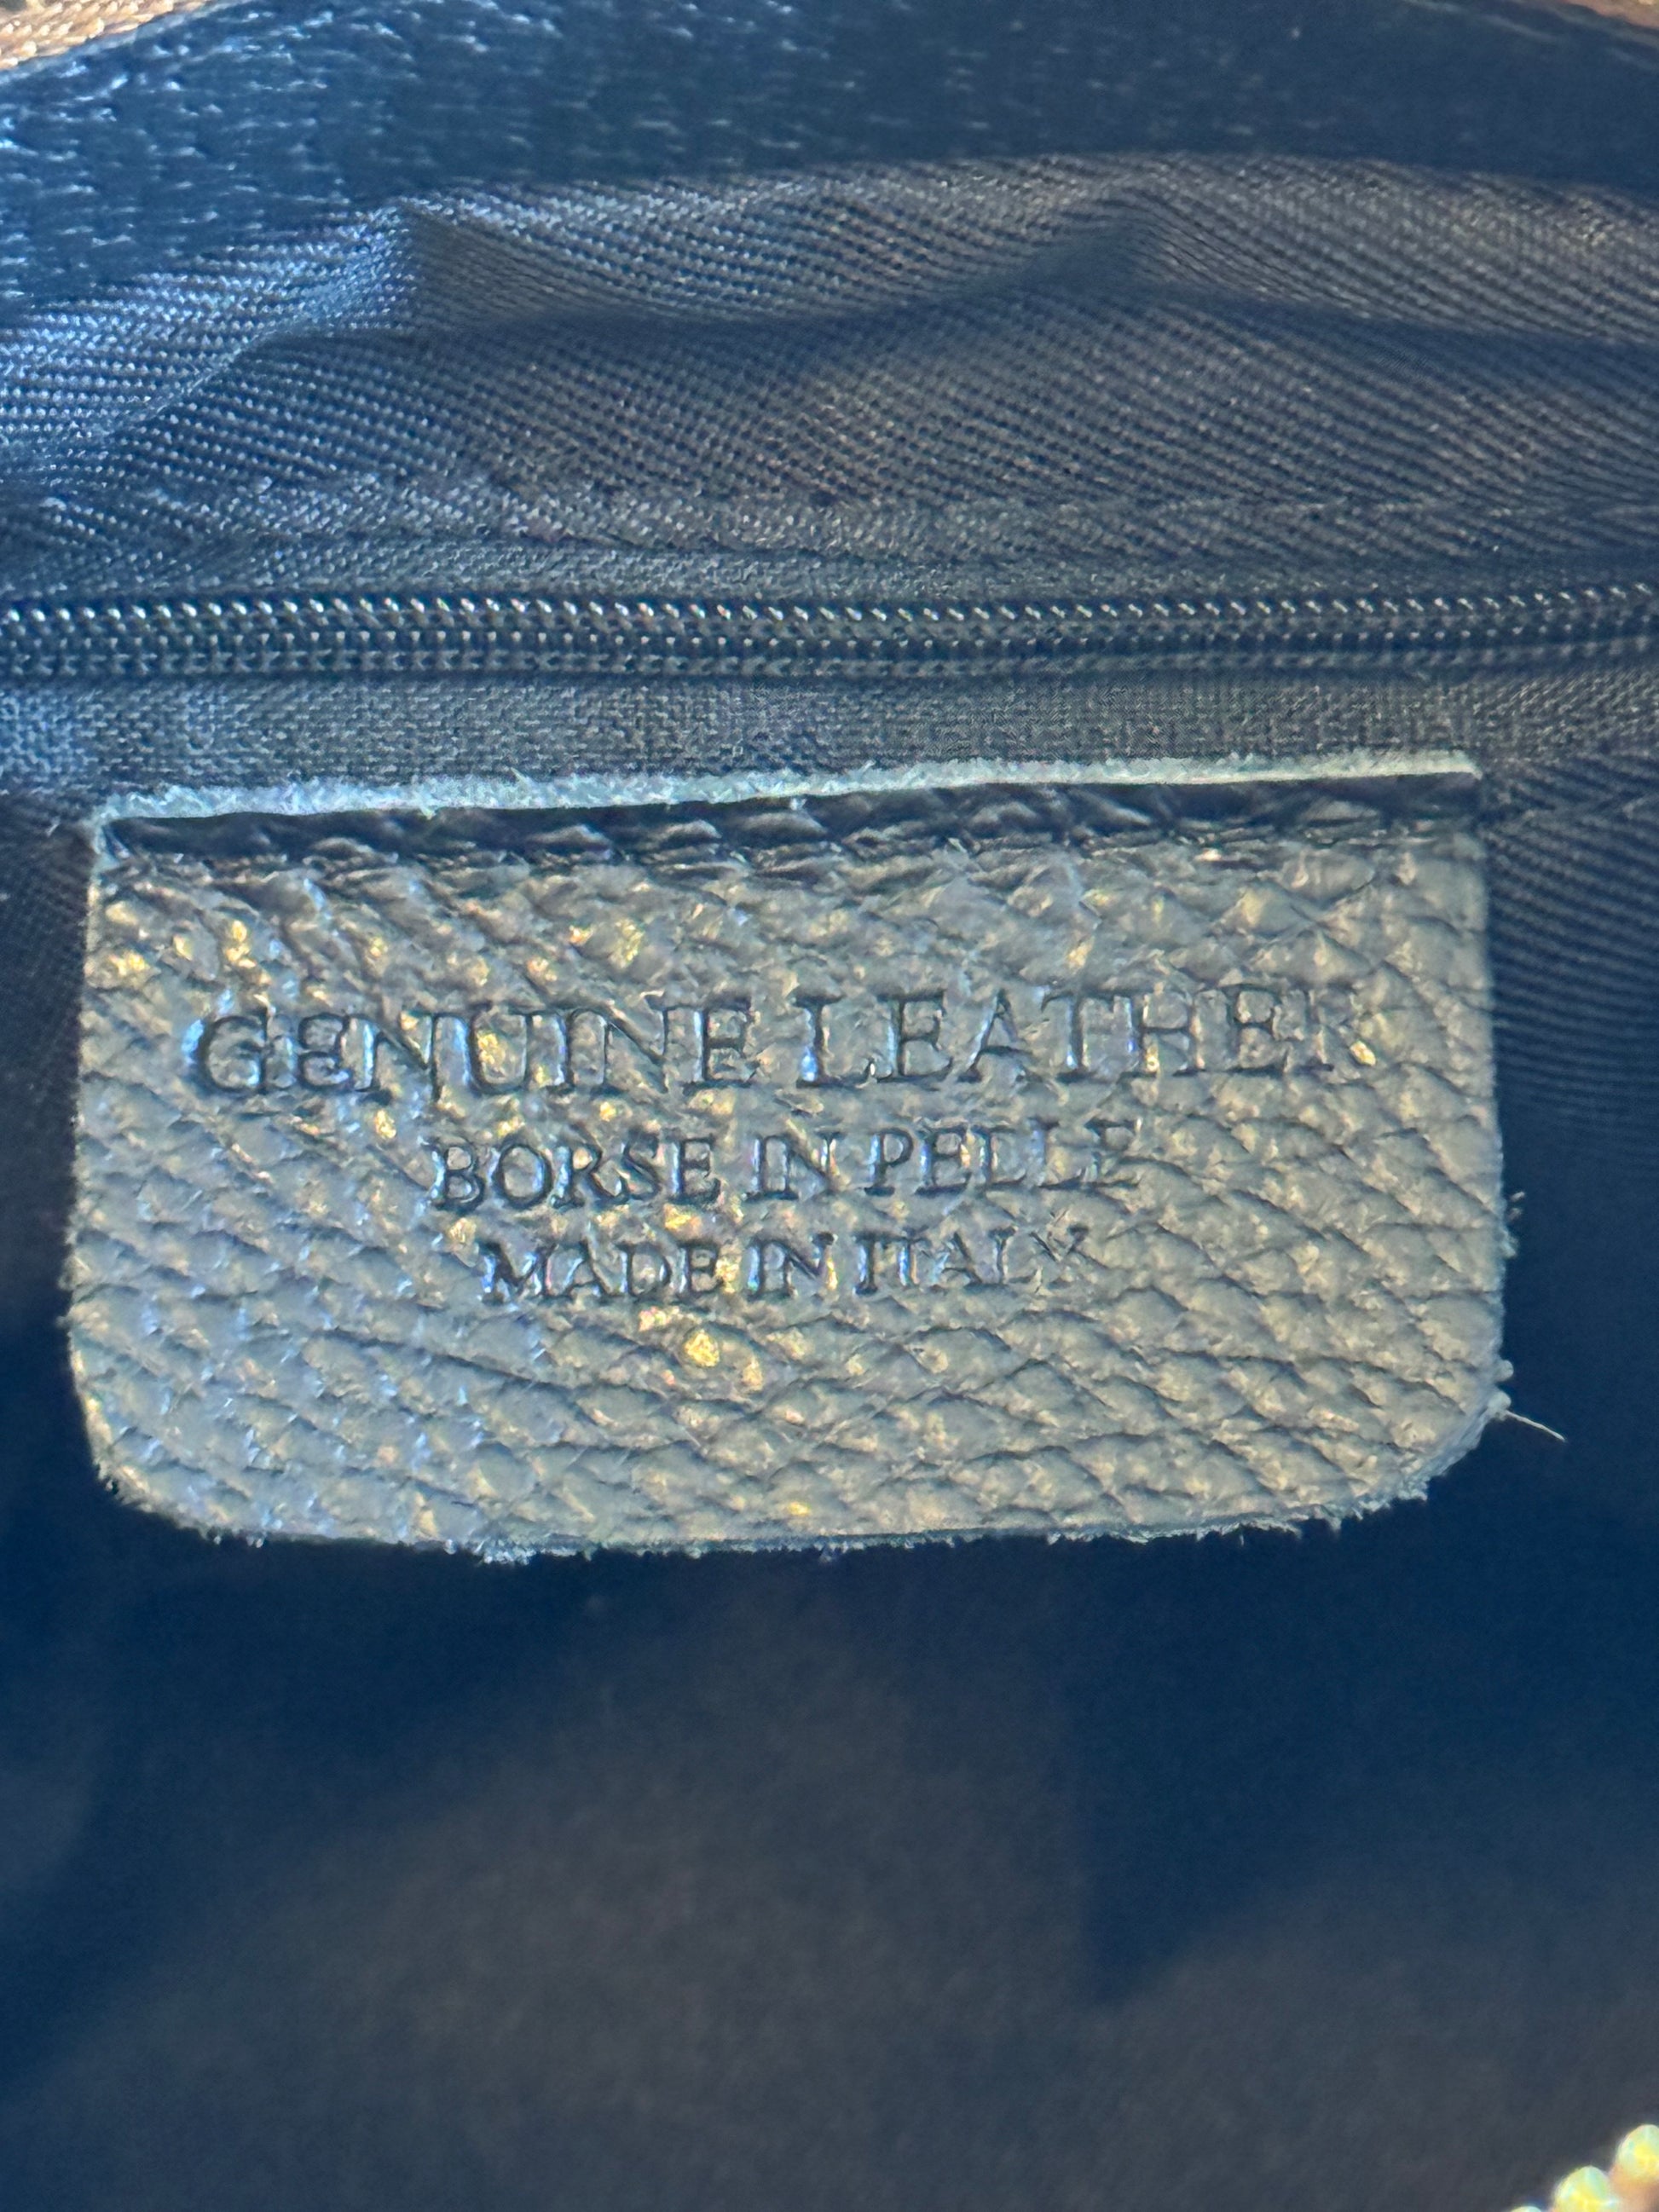 GENUINE LEATHER
BORSE IN PELLE
MADE IN ITALY